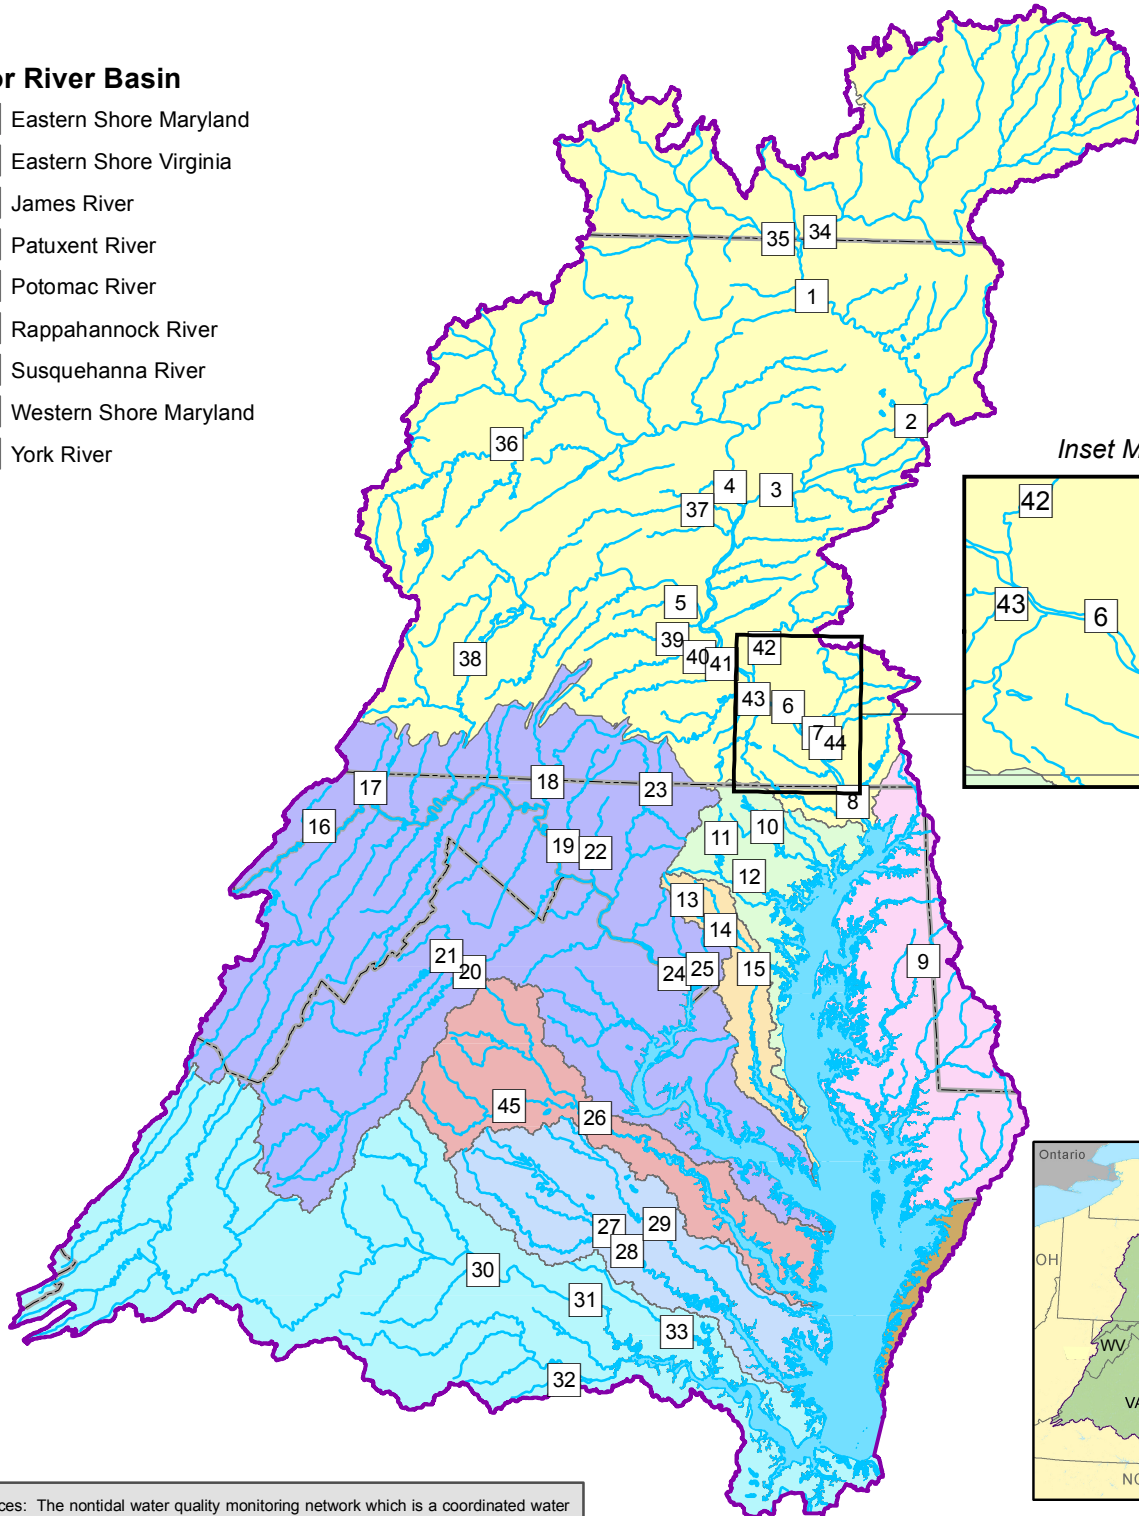 or River Basin
Eastern Shore Maryland
Eastern Shore Virginia
James River
Patuxent River
Potomac River
Rappahannock River
Susquehanna River
Western Shore Maryland
York River
35 34
1
2
36
Inset M
4 3
37
42
43 6
5
39
40 41
42
38
43 6
7 44
17 18 23
8
16
11 10
19 22
12
13
14
21 20
24 25 15
9
45 26
Ontario
27 29
28
30
OH
31
33
WV
32
VA
NC
ces: The nontidal water quality monitoring network which is a coordinated water